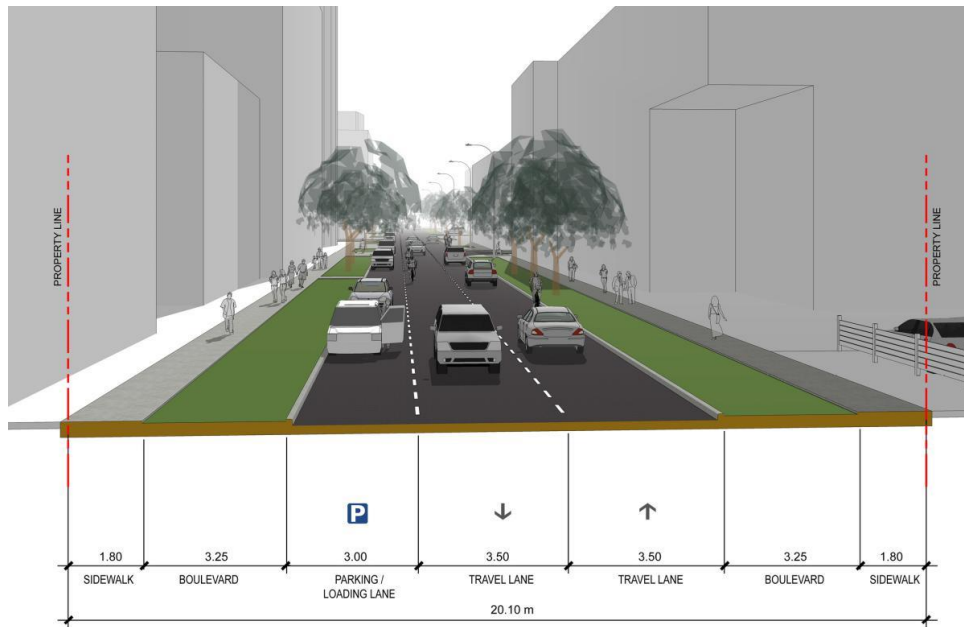 PROPERTY LINE
PROPERTY LINE
P
1.80
3.25
3.00
3.50
3.50
3.25
1.80
SIDEWALK
BOULEVARD
PARKING /
LOADING LANE
TRAVEL LANE
TRAVEL LANE
BOULEVARD
SIDEWALK
20.10 m